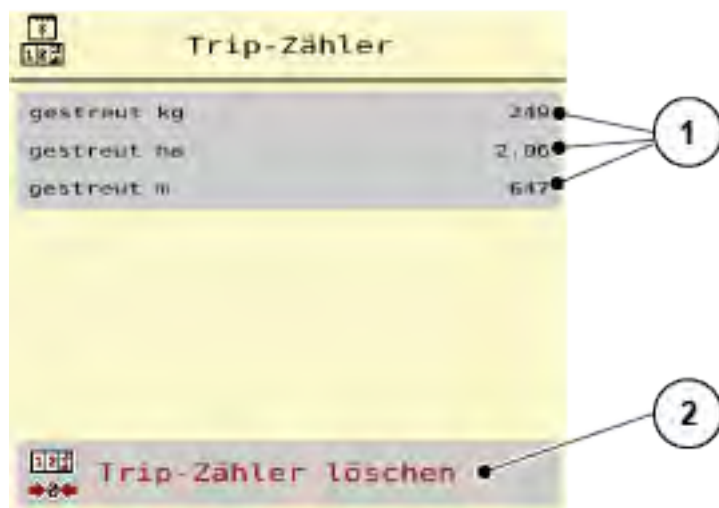 Trip-Zähler
gestreut kg 249
gestreut ha 2.06
gestreut m 647
1
2
Trip-Zähler löschen